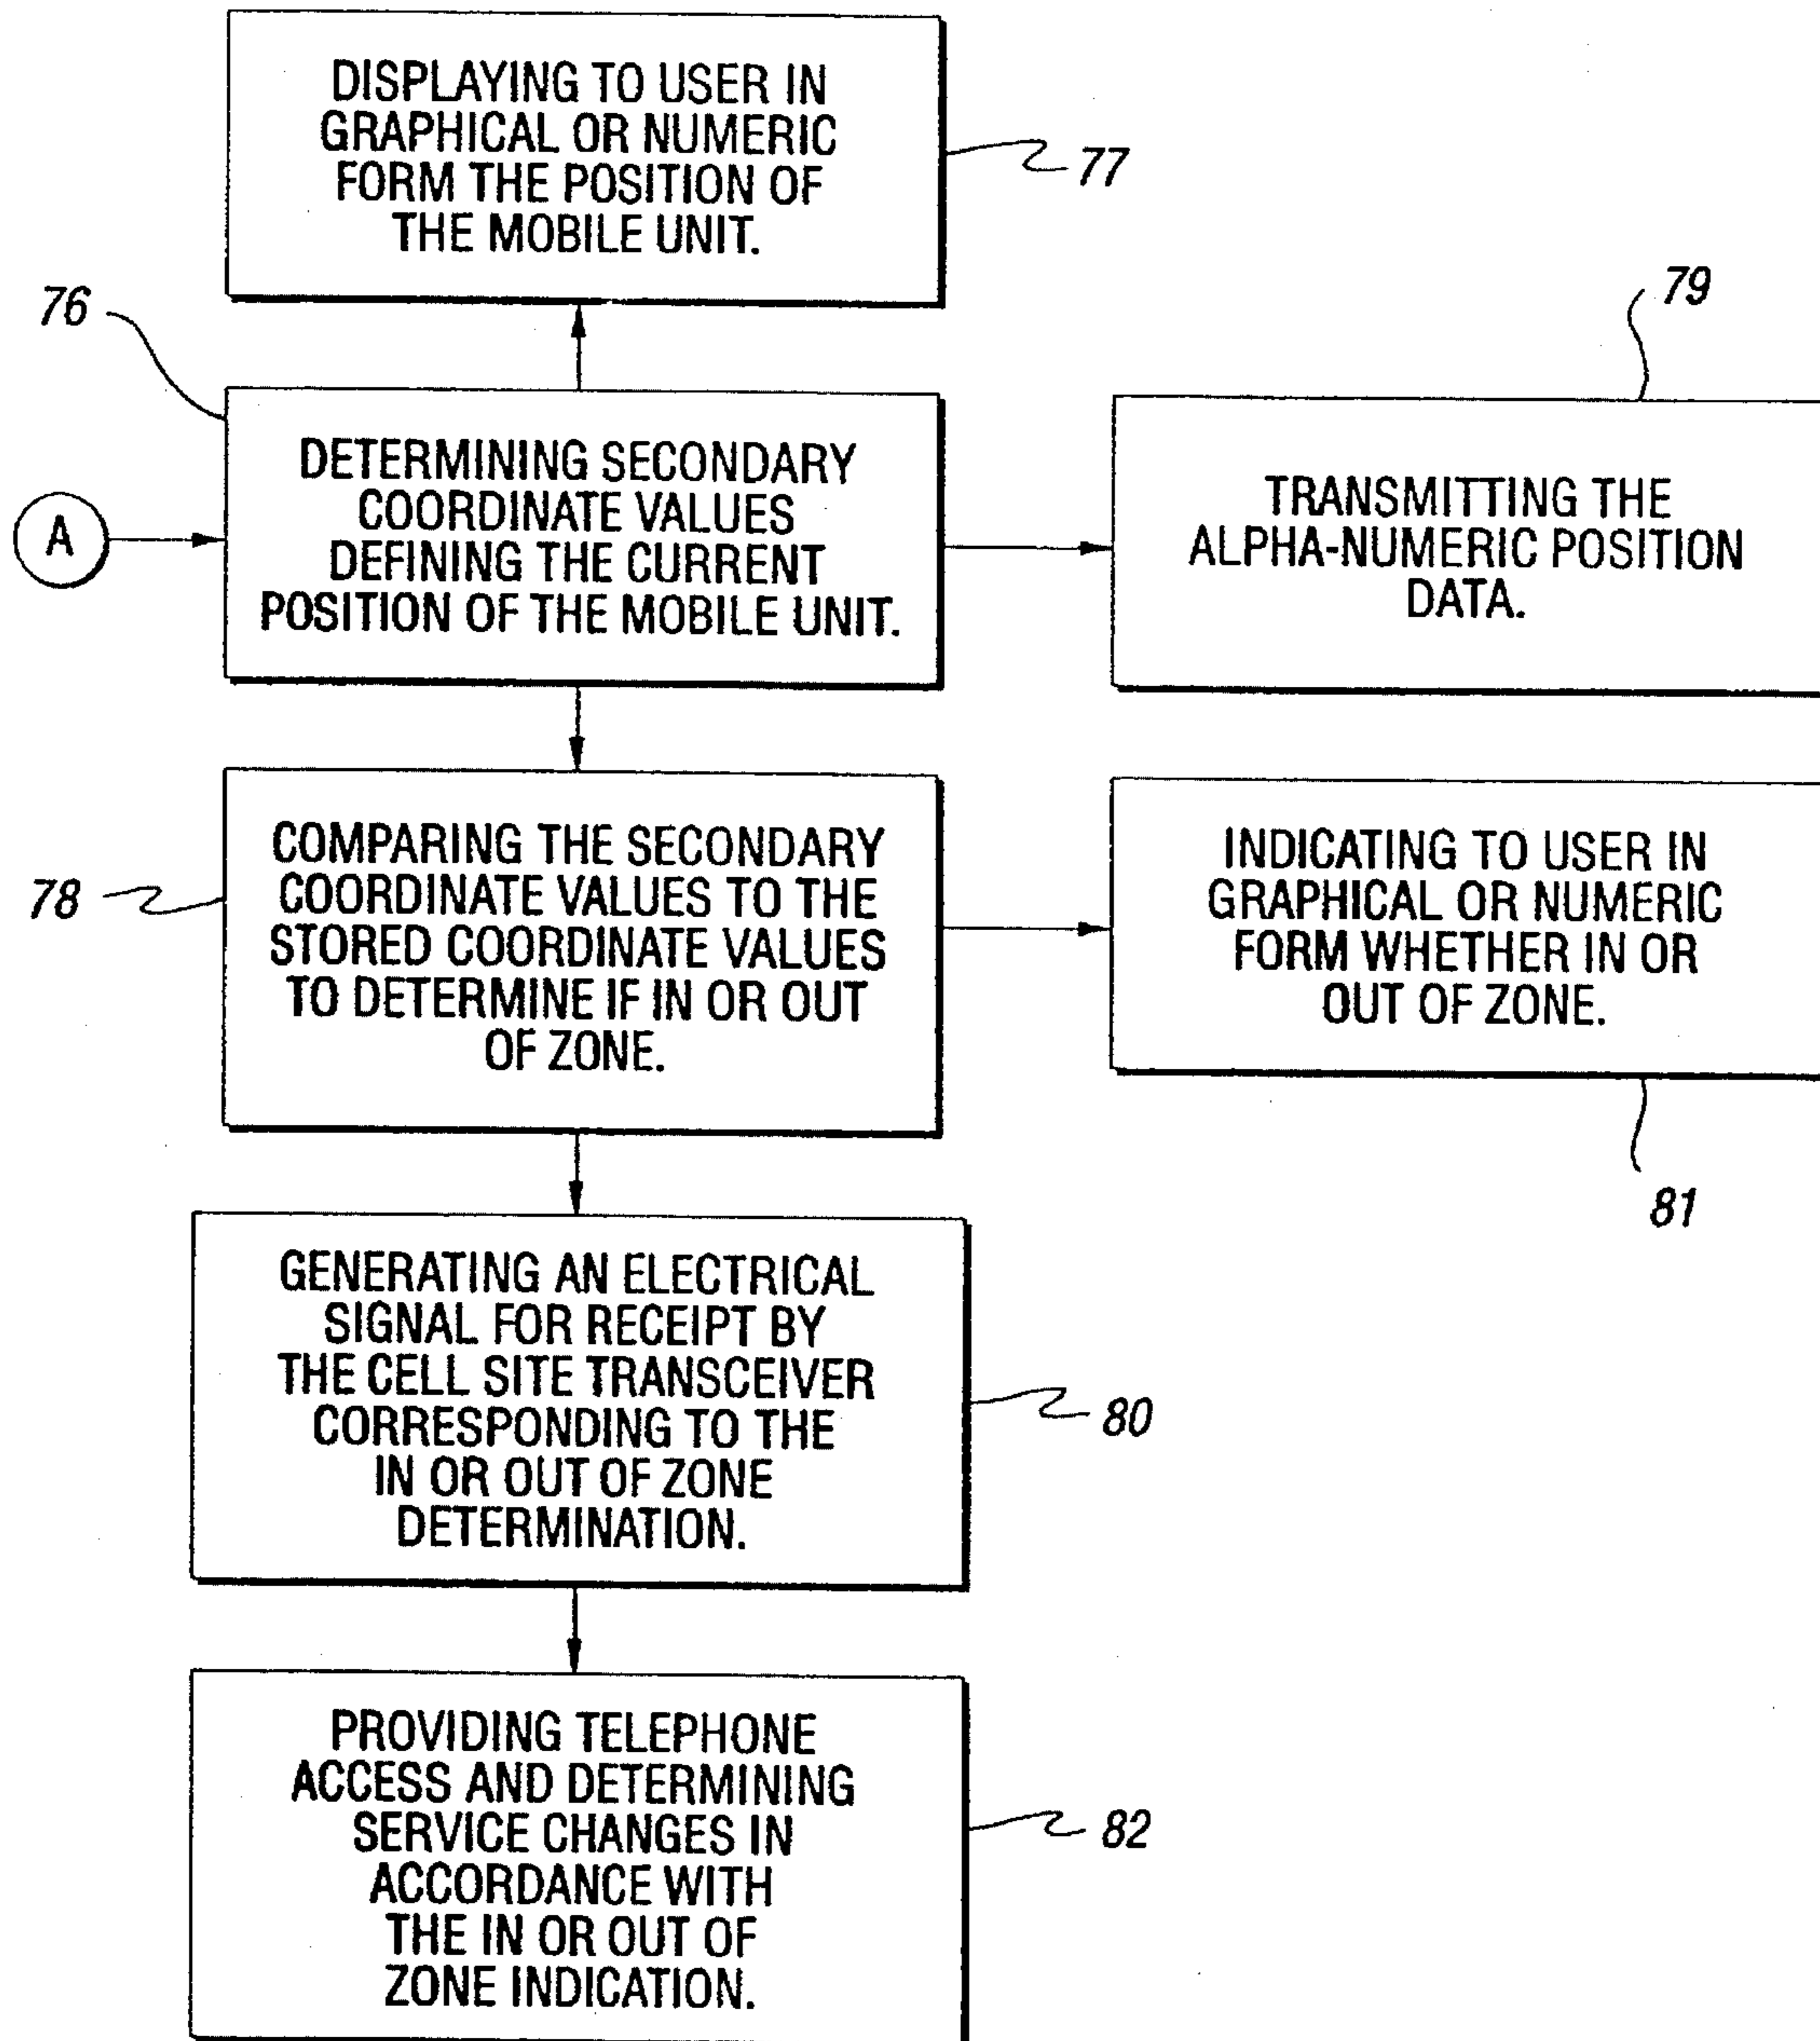 DISPLAYING TO USER IN
GRAPHICAL OR NUMERIC
FORM THE POSITION OF
THE MOBILE UNIT.
77
76
79
A
DETERMINING SECONDARY
COORDINATE VALUES
DEFINING THE CURRENT
POSITION OF THE MOBILE UNIT.
TRANSMITTING THE
ALPHA-NUMERIC POSITION
DATA.
78
COMPARING THE SECONDARY
COORDINATE VALUES TO THE
STORED COORDINATE VALUES
TO DETERMINE IF IN OR OUT
OF ZONE.
INDICATING TO USER IN
GRAPHICAL OR NUMERIC
FORM WHETHER IN OR
OUT OF ZONE.
81
GENERATING AN ELECTRICAL
SIGNAL FOR RECEIPT BY
THE CELL SITE TRANSCEIVER
CORRESPONDING TO THE
IN OR OUT OF ZONE
DETERMINATION.
80
PROVIDING TELEPHONE
ACCESS AND DETERMINING
SERVICE CHANGES IN
ACCORDANCE WITH
THE IN OR OUT OF
ZONE INDICATION.
82